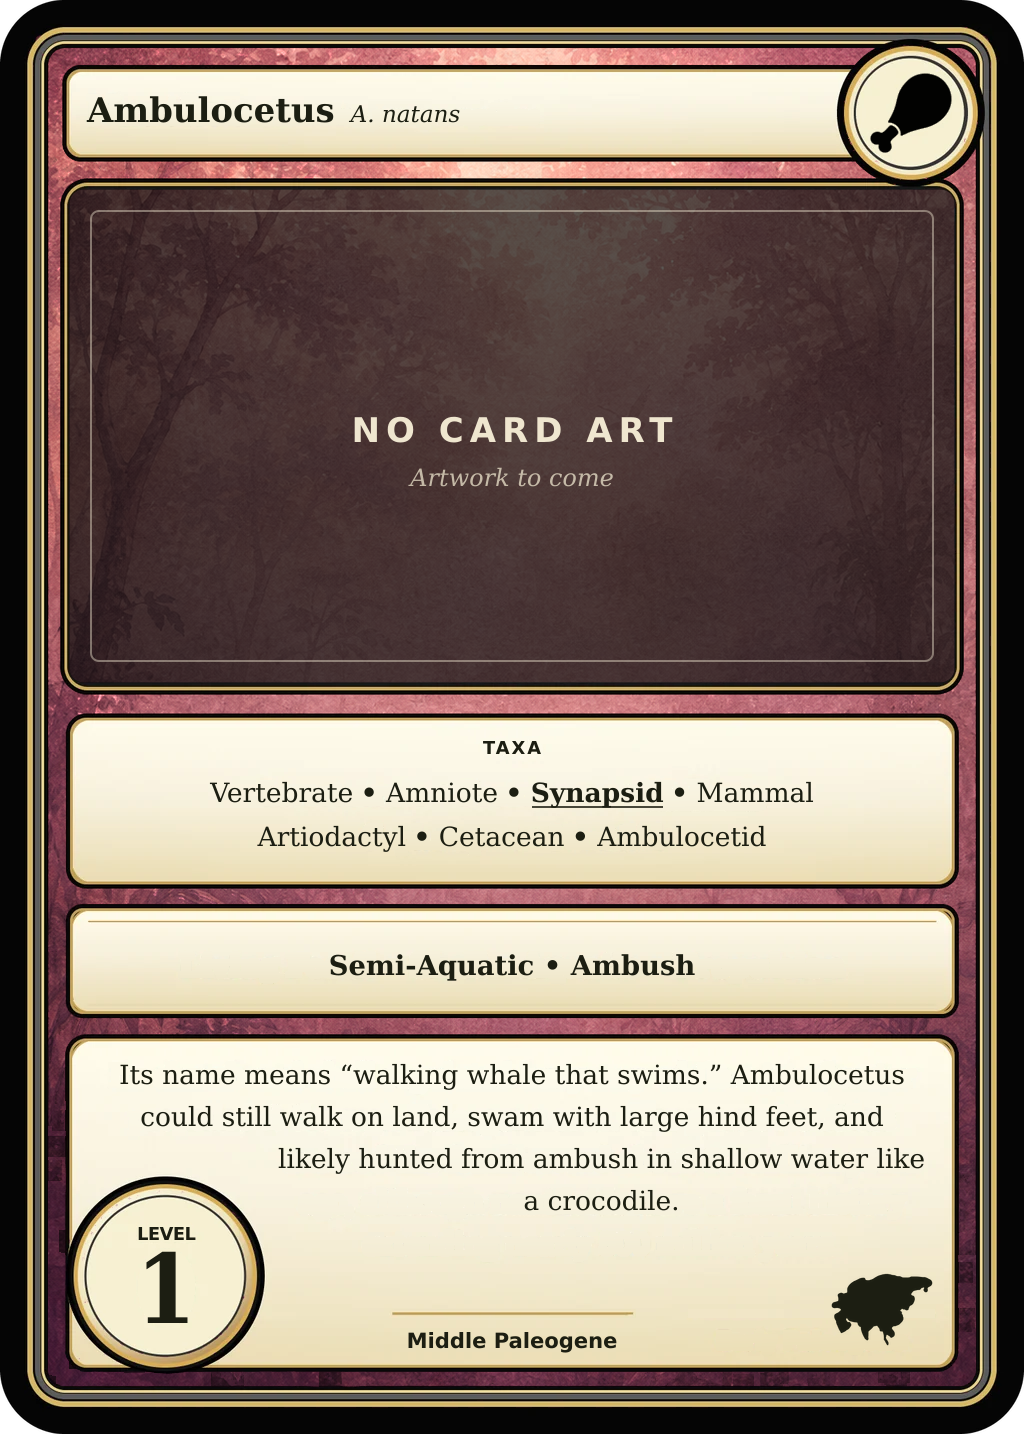 Ambulocetus A. natans
NO CARD ART
Artwork to come
TAXA
Vertebrate • Amniote • Synapsid • Mammal
Artiodactyl • Cetacean • Ambulocetid
Semi-Aquatic • Ambush
Its name means “walking whale that swims.” Ambulocetus
could still walk on land, swam with large hind feet, and
likely hunted from ambush in shallow water like
a crocodile.
LEVEL
1
Middle Paleogene